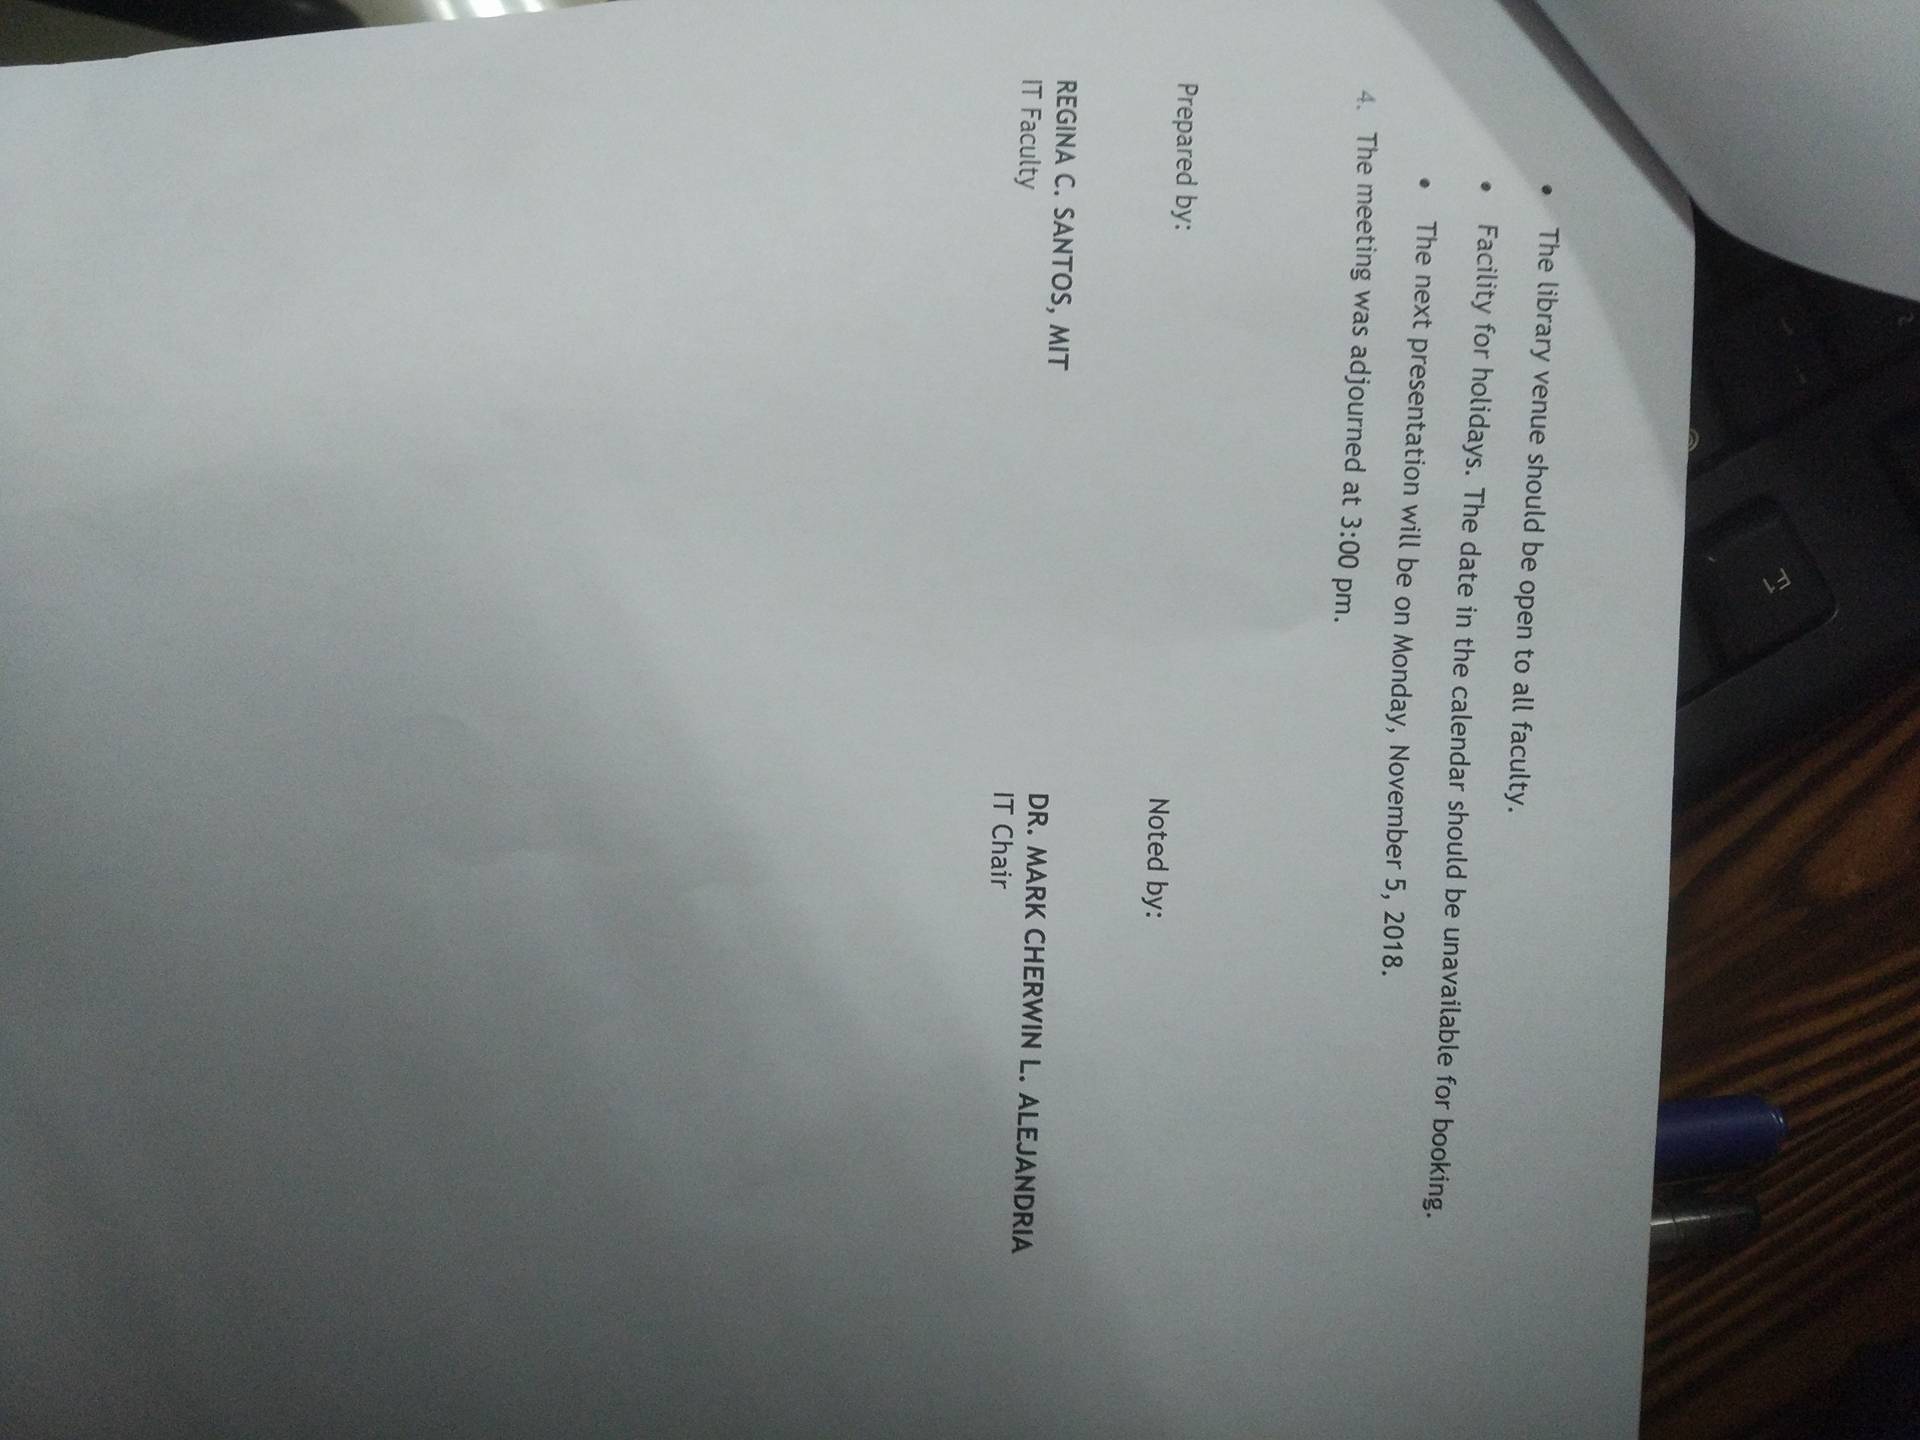 F1
• The library venue should be open to all faculty.
• Facility for holidays. The date in the calendar should be unavailable for booking.
• The next presentation will be on Monday, November 5, 2018.
4. The meeting was adjourned at 3:00 pm.
Prepared by:
Noted by:
REGINA C. SANTOS, MIT
IT Faculty
DR. MARK CHERWIN L. ALEJANDRIA
IT Chair